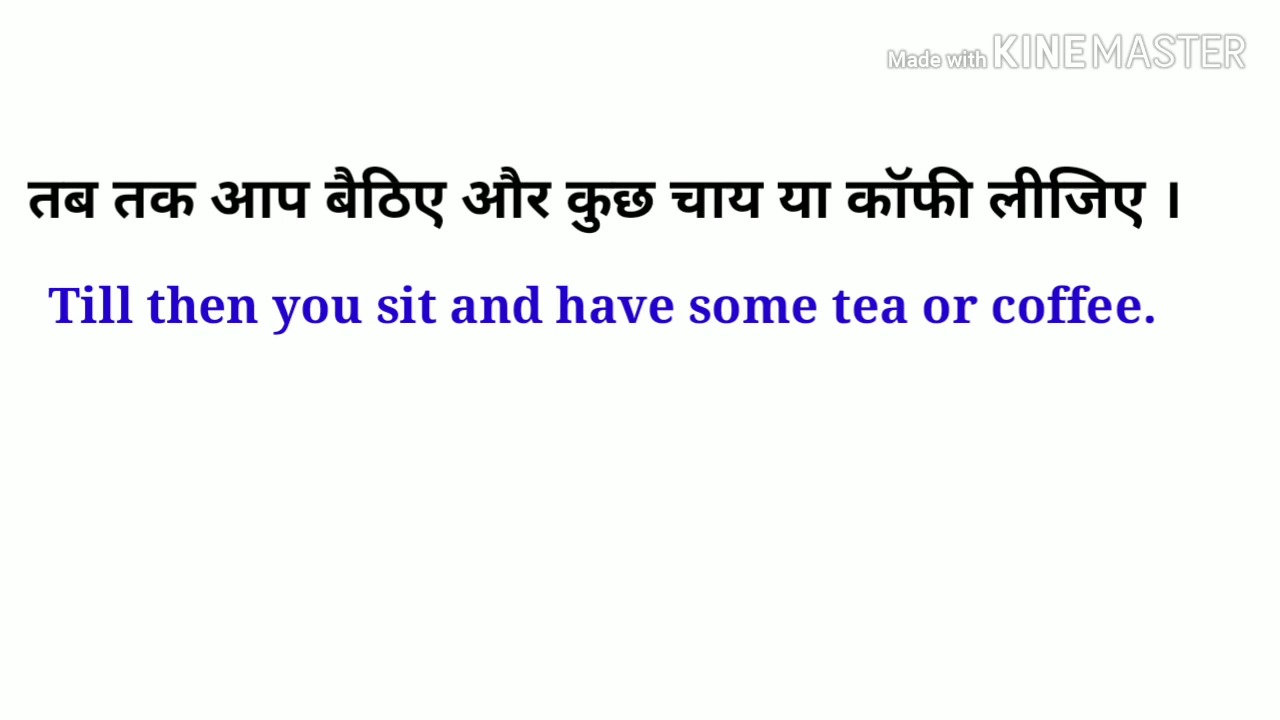 Made with KINEMASTER
तब तक आप बैठिए और कुछ चाय या कॉफी लीजिए ।
Till then you sit and have some tea or coffee.